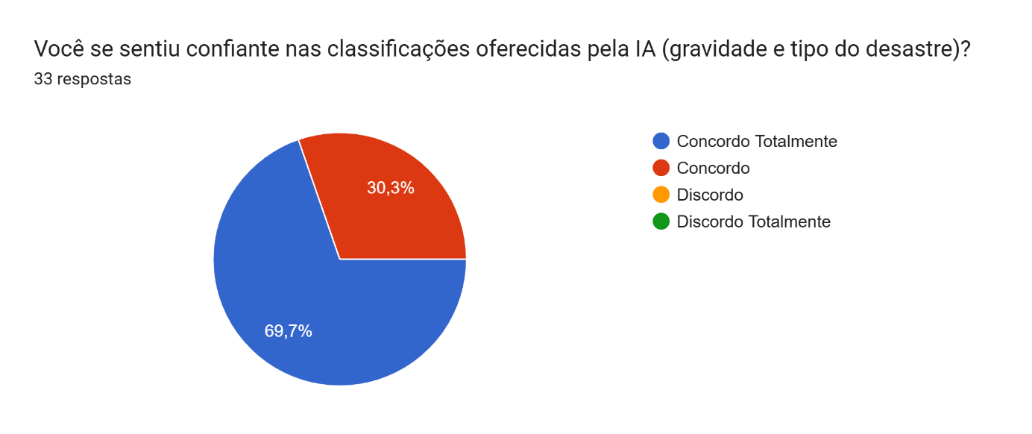 Você se sentiu confiante nas classificações oferecidas pela IA (gravidade e tipo do desastre)?
33 respostas
Concordo Totalmente
Concordo
Discordo
Discordo Totalmente
30,3%
69,7%